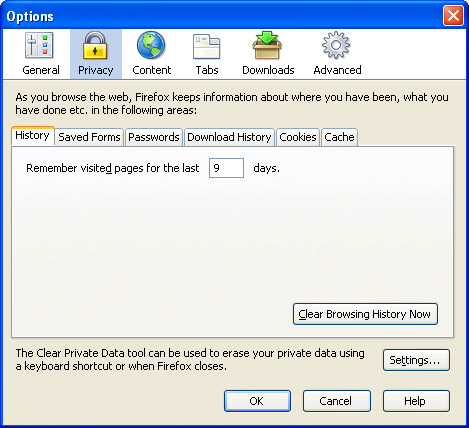 Options
General Privacy Content Tabs Downloads Advanced
As you browse the web, Firefox keeps information about where you have been, what you
have done etc. in the following areas:
History Saved Forms Passwords Download History Cookies Cache
Remember visited pages for the last 9 days.
Clear Browsing History Now
The Clear Private Data tool can be used to erase your private data using
a keyboard shortcut or when Firefox closes.
Settings...
OK Cancel Help